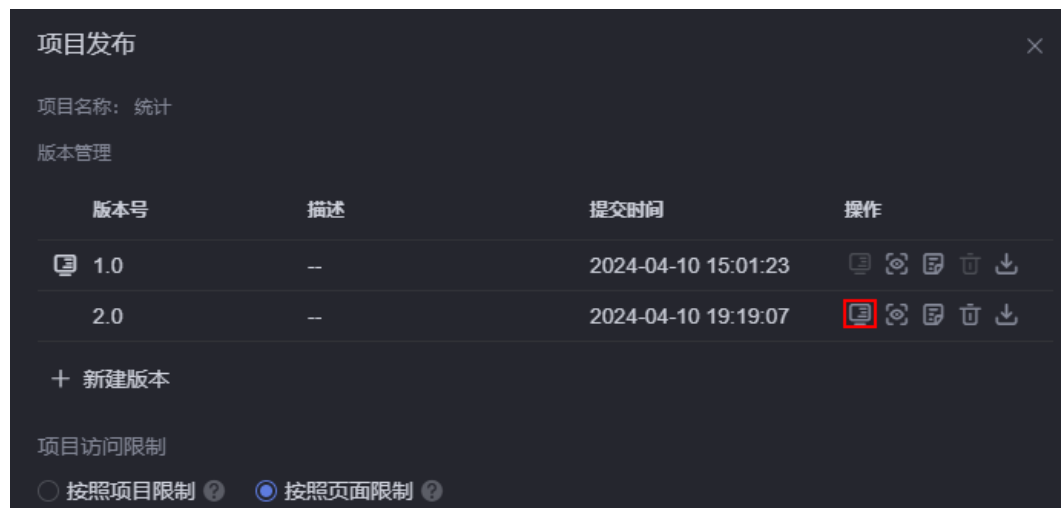 项目发布
项目名称： 统计
版本管理
版本号 描述 提交时间 操作
1.0 -- 2024-04-10 15:01:23
2.0 -- 2024-04-10 19:19:07
+ 新建版本
项目访问限制
按照项目限制 ? 按照页面限制 ?